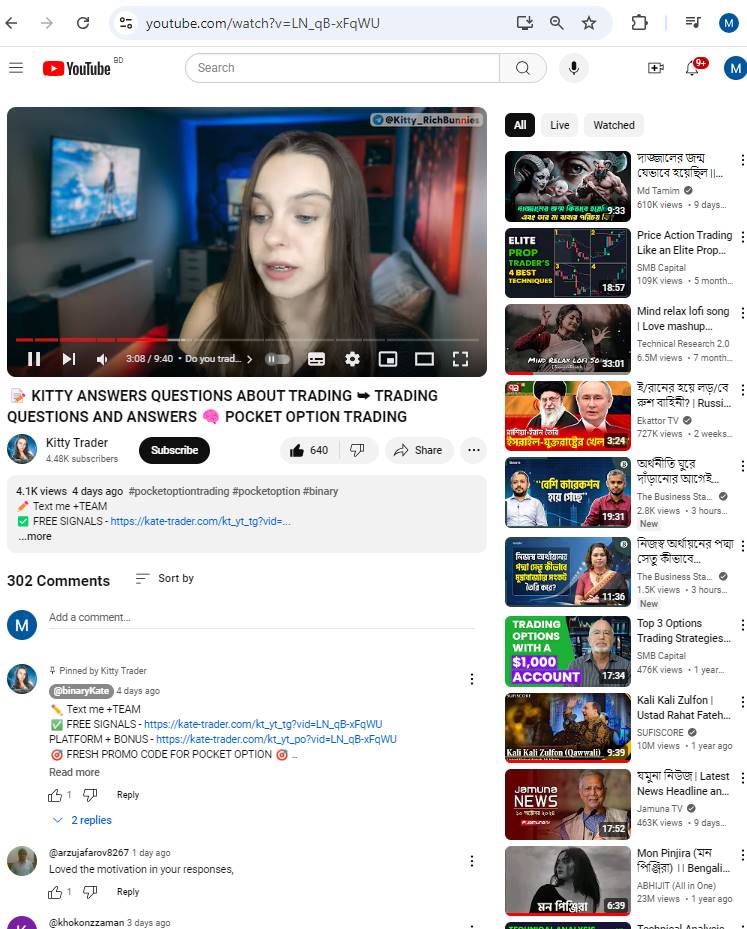 youtube.com/watch?v=LN_qB-xFqWU
M
YouTube BD
Search
9+
M
@Kitty_RichBunnies
3:08 / 9:40 • Do you trad...
📝 KITTY ANSWERS QUESTIONS ABOUT TRADING ➥ TRADING
QUESTIONS AND ANSWERS 🧠 POCKET OPTION TRADING
Kitty Trader
4.48K subscribers
Subscribe
640
Share
4.1K views 4 days ago #pocketoptiontrading #pocketoption #binary
✏️ Text me +TEAM
✅ FREE SIGNALS - https://kate-trader.com/kt_yt_tg?vid=...
...more
302 Comments
Sort by
M
Add a comment...
Pinned by Kitty Trader
@binaryKate 4 days ago
✏️ Text me +TEAM
✅ FREE SIGNALS - https://kate-trader.com/kt_yt_tg?vid=LN_qB-xFqWU
PLATFORM + BONUS - https://kate-trader.com/kt_yt_po?vid=LN_qB-xFqWU
🎯 FRESH PROMO CODE FOR POCKET OPTION 🎯 ..
Read more
1
Reply
2 replies
@arzujafarov8267 1 day ago
Loved the motivation in your responses,
1
Reply
@khokonzzaman 3 days ago
All
Live
Watched
9:33
দাজ্জালের জন্ম
যেভাবে হয়েছিল।।...
Md Tamim
610K views • 9 days...
ELITE
PROP
TRADER'S
4 BEST
TECHNIQUES
1
2
3
4
18:57
Price Action Trading
Like an Elite Prop...
SMB Capital
109K views • 5 month...
MIND RELAX LOFI SO
33:01
Mind relax lofi song
| Love mashup...
Technical Research 2.0
6.5M views • 7 month...
রাশিয়া-ইরান তৈরি
ইসরাইল-যুক্তরাষ্ট্রের খেল
3:24
ই/রানের হয়ে লড়/বে
রুশ বাহিনী? | Russi...
Ekattor TV
727K views • 2 weeks...
"বেশি কারেকশন
হয়ে গেছে"
19:31
অর্থনীতি ঘুরে
দাঁড়ানোর আগেই...
The Business Sta...
2.8K views • 3 hours...
New
নিজস্ব অর্থায়নের
পদ্মা সেতু কীভাবে
11:36
নিজস্ব অর্থায়নের পদ্মা
সেতু কীভাবে...
The Business Sta...
1.5K views • 3 hours...
New
TRADING
OPTIONS
WITH A
$1,000
ACCOUNT
17:34
Top 3 Options
Trading Strategies...
SMB Capital
476K views • 1 year...
SUFISCORE
Kali Kali Zulfon (Qawwali)
9:39
Kali Kali Zulfon |
Ustad Rahat Fateh...
SUFISCORE
10M views • 1 year ago
Jamuna
NEWS
১০ অক্টোবর ২০২৪
17:52
যমুনা নিউজ | Latest
News Headline an...
Jamuna TV
463K views • 9 days...
মন পিঞ্জিরা
6:39
Mon Pinjira (মন
পিঞ্জিরা) ।। Bengali...
ABHIJIT (All in One)
23M views • 1 year ago